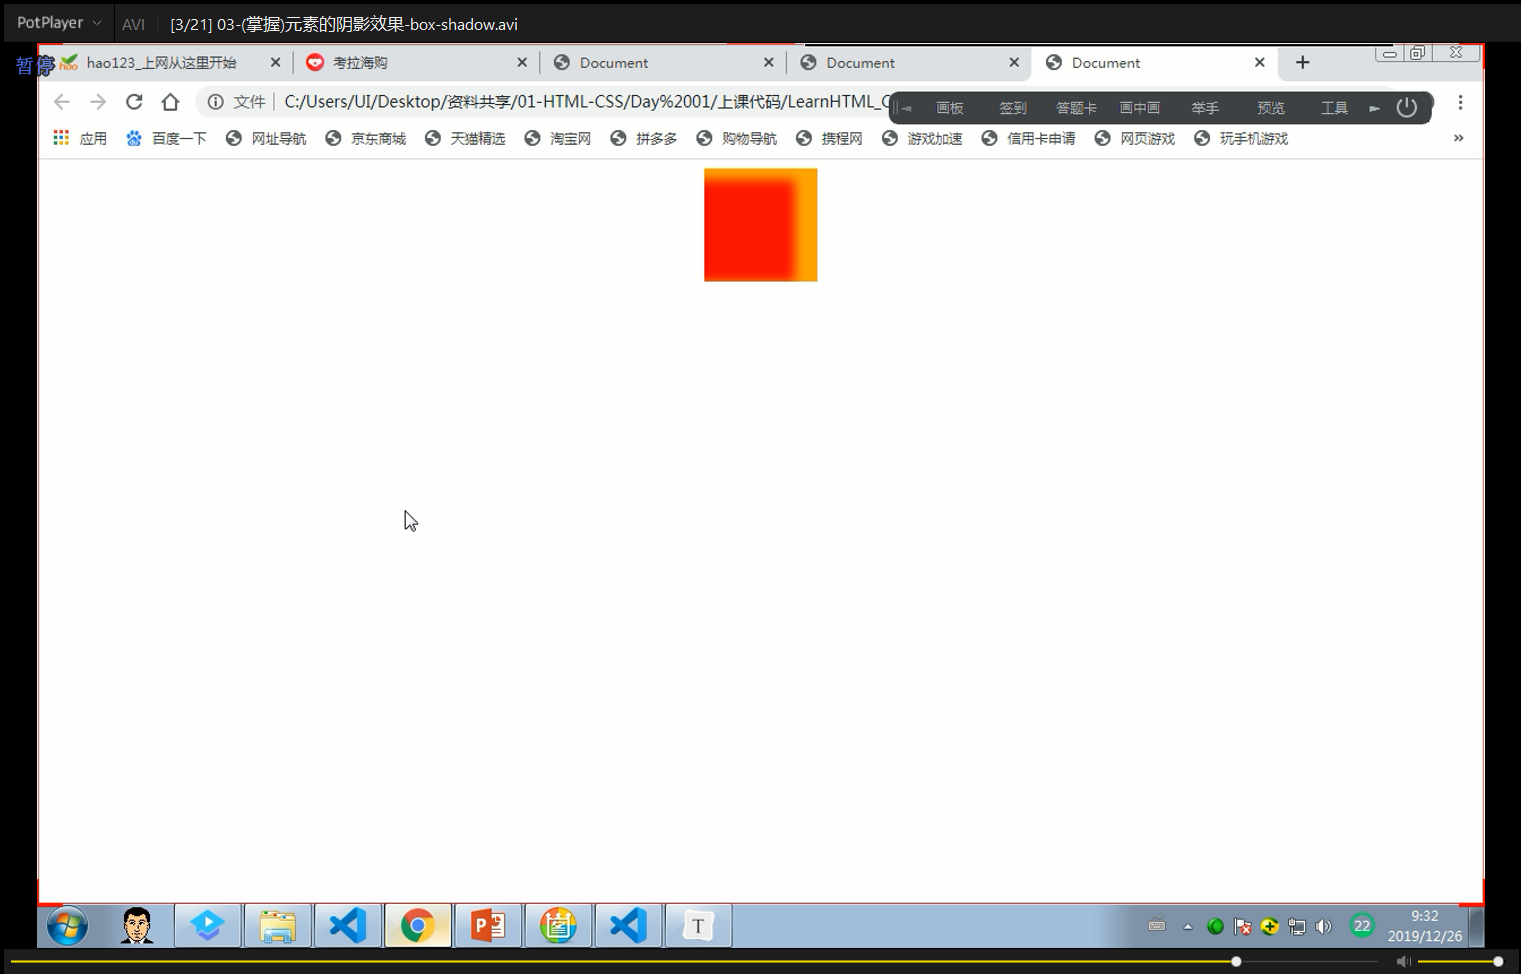 PotPlayer AVI [3/21] 03-(掌握)元素的阴影效果-box-shadow.avi
暂停 hao123_上网从这里开始 考拉海购 Document Document Document
文件 C:/Users/UI/Desktop/资料共享/01-HTML-CSS/Day%2001/上课代码/LearnHTML_C
画板 签到 答题卡 画中画 举手 预览 工具
应用 百度一下 网址导航 京东商城 天猫精选 淘宝网 拼多多 购物导航 携程网 游戏加速 信用卡申请 网页游戏 玩手机游戏 »
22 9:32
2019/12/26